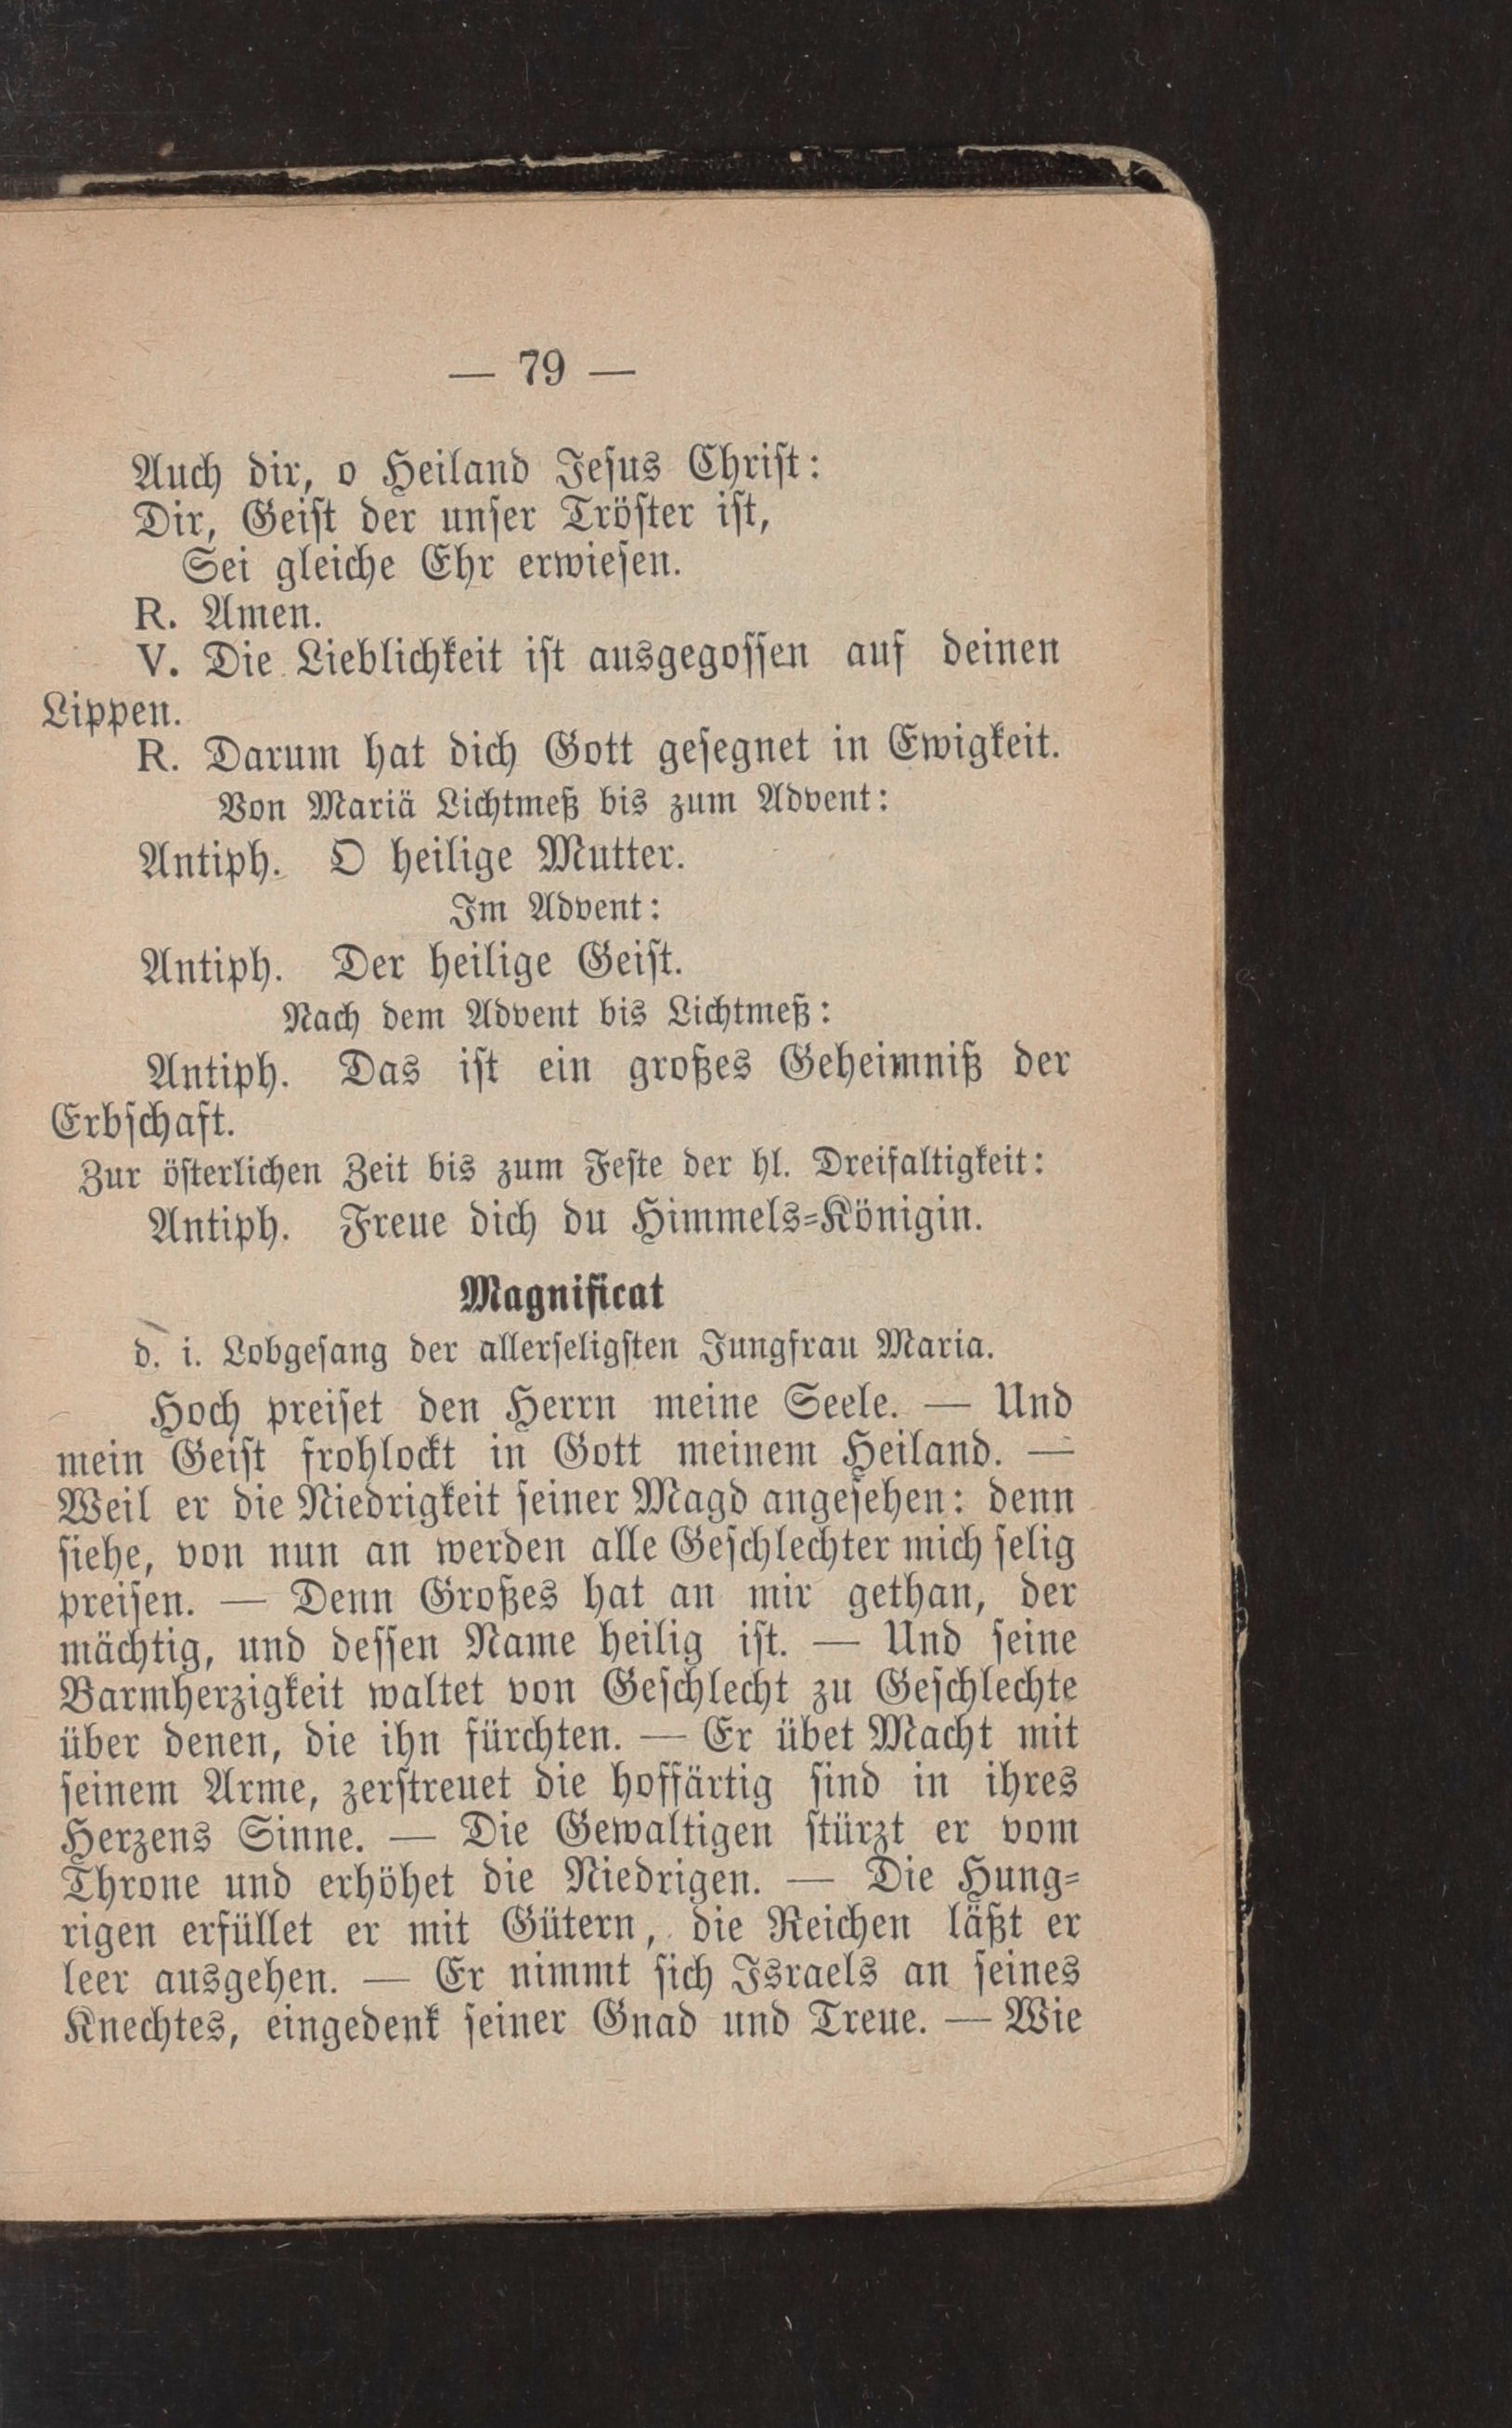 — 79 —
Auch dir, o Heiland Jesus Christ:
Dir, Geist der unser Tröster ist,
Sei gleiche Ehr erwiesen.
R. Amen.
V. Die Lieblichkeit ist ausgegossen auf deinen
Lippen.
R. Darum hat dich Gott gesegnet in Ewigkeit.
Von Mariä Lichtmeß bis zum Advent:
Antiph. O heilige Mutter.
Im Advent:
Antiph. Der heilige Geist.
Nach dem Advent bis Lichtmeß:
Antiph. Das ist ein großes Geheimniß der
Erbschaft.
Zur österlichen Zeit bis zum Feste der hl. Dreifaltigkeit:
Antiph. Freue dich du Himmels-Königin.
Magnificat
d. i. Lobgesang der allerseligsten Jungfrau Maria.
Hoch preiset den Herrn meine Seele. — Und
mein Geist frohlockt in Gott meinem Heiland. —
Weil er die Niedrigkeit seiner Magd angesehen: denn
siehe, von nun an werden alle Geschlechter mich selig
preisen. — Denn Großes hat an mir gethan, der
mächtig, und dessen Name heilig ist. — Und seine
Barmherzigkeit waltet von Geschlecht zu Geschlechte
über denen, die ihn fürchten. — Er übet Macht mit
seinem Arme, zerstreuet die hoffärtig sind in ihres
Herzens Sinne. — Die Gewaltigen stürzt er vom
Throne und erhöhet die Niedrigen. — Die Hung-
rigen erfüllet er mit Gütern, die Reichen läßt er
leer ausgehen. — Er nimmt sich Israels an seines
Knechtes, eingedenk seiner Gnad und Treue. — Wie